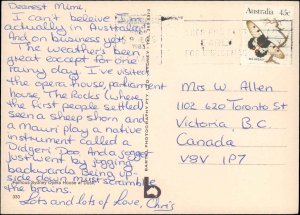 Dearest Mimi,
I can't believe I'm
actually in Australia
And on business yet
The weather's been
great except for one
rainy day. I've visited
the opera house, parliament
house, The Rocks (where
the first people settled)
seen a sheep shorn, and
a mauri play a native
instrument called a
Didgeri Doo. And a jogger
just went by jogging
backwards. Being up-
side down must scramble
the brains.
Lots and lots of Love, Chris
Australia 45c
Mrs W Allen
1102 620 Toronto St
Victoria, B.C.
Canada
V8V 1P7